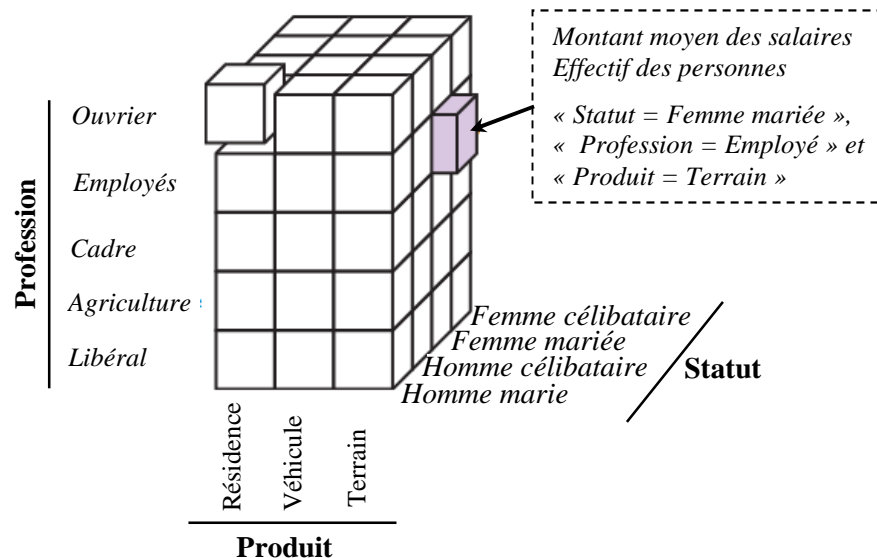 Montant moyen des salaires
Effectif des personnes
« Statut = Femme mariée »,
«  Profession = Employé » et
« Produit = Terrain »
Profession
Ouvrier
Employés
Cadre
Agriculture
Libéral
Femme célibataire
Femme mariée
Homme célibataire
Homme marie
Statut
Résidence
Véhicule
Terrain
Produit